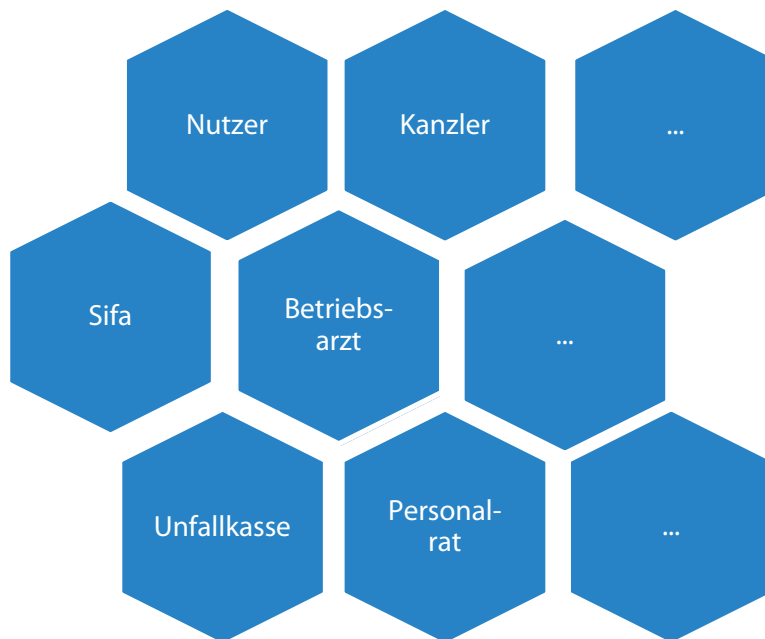 Nutzer
Kanzler
...
Sifa
Betriebs-
arzt
...
Unfallkasse
Personal-
rat
...